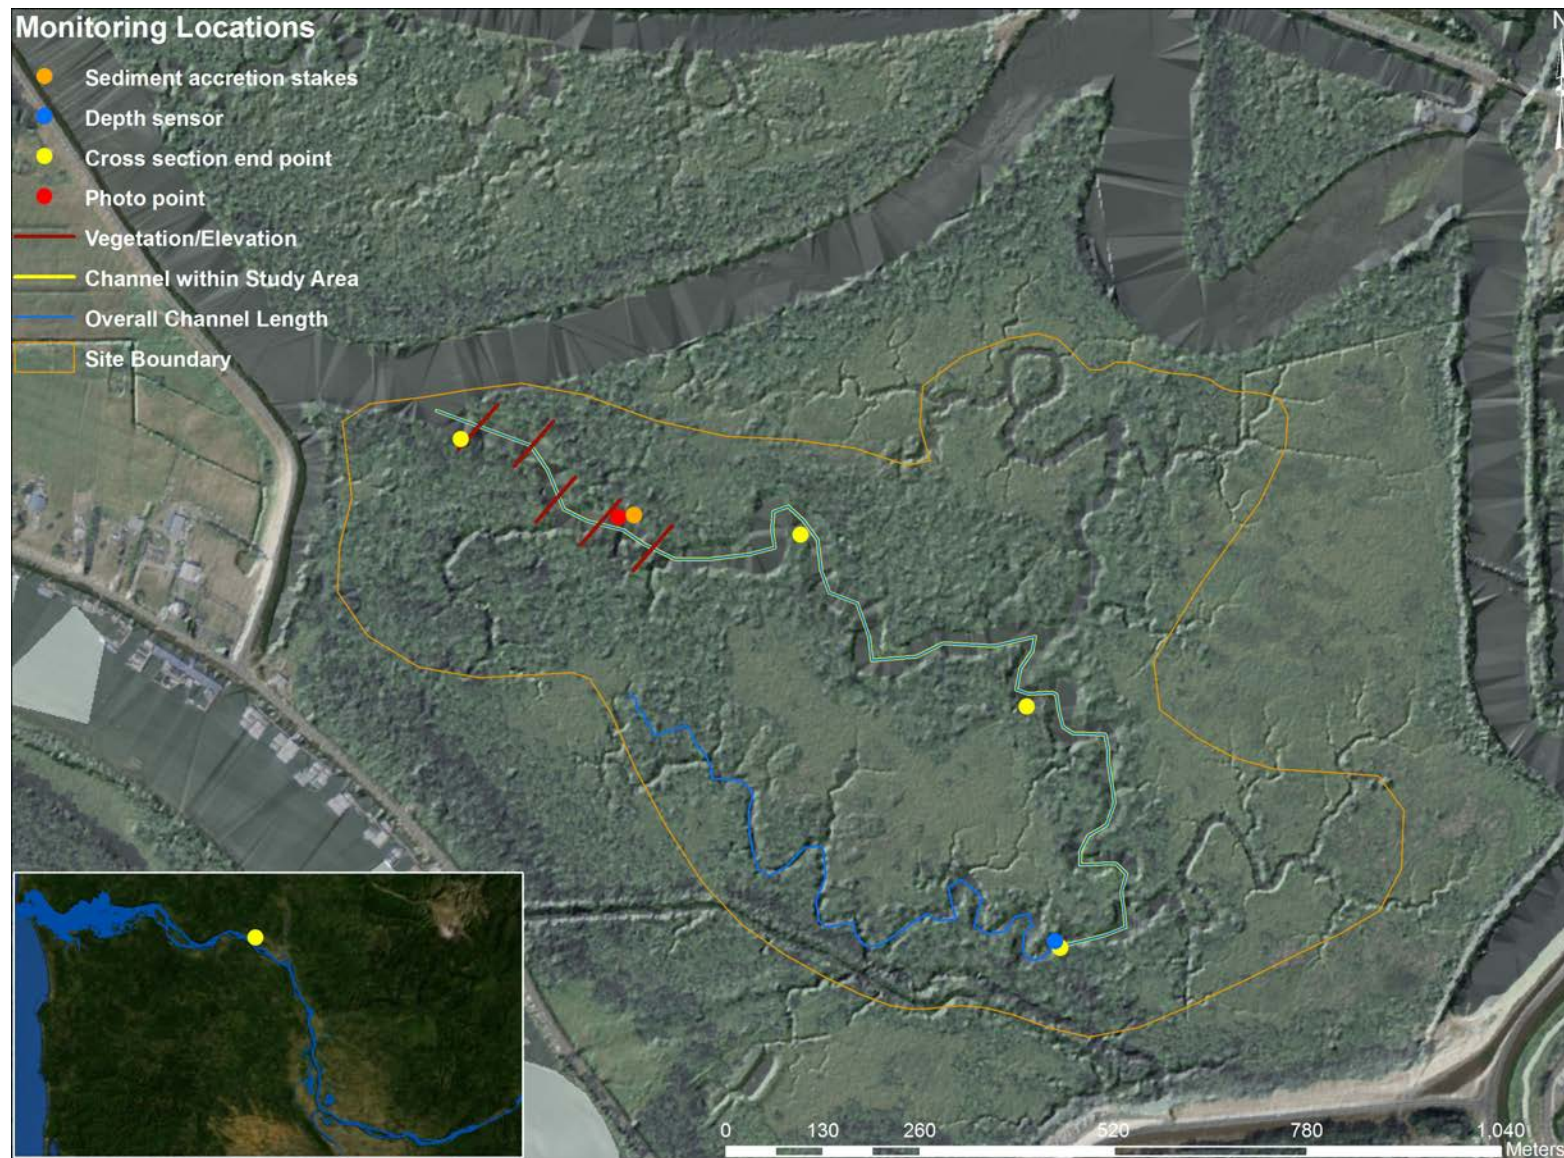 Monitoring Locations
Sediment accretion stakes
Depth sensor
Cross section end point
Photo point
Vegetation/Elevation
Channel within Study Area
Overall Channel Length
Site Boundary
N
0 130 260 520 780 1,040
Meters